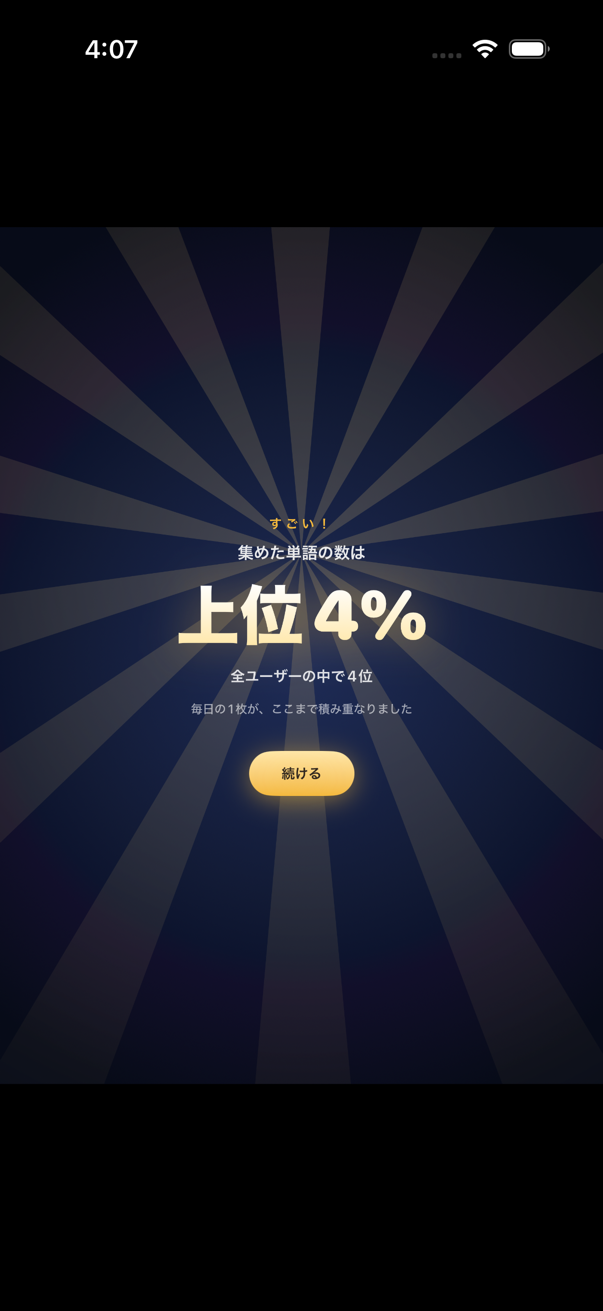 4:07
すごい！
集めた単語の数は
上位4%
全ユーザーの中で4位
毎日の1枚が、ここまで積み重なりました
続ける